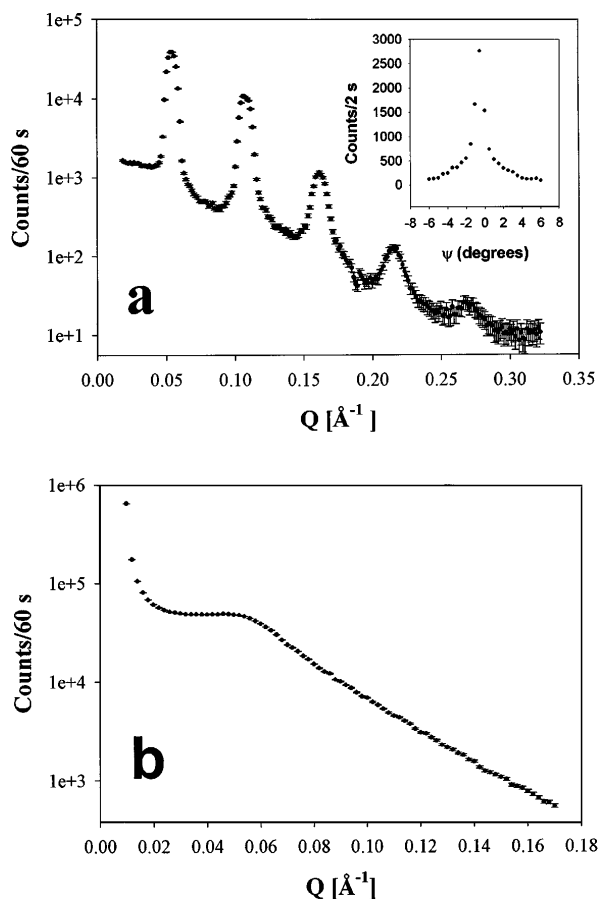 1e+5
1e+4
1e+3
1e+2
1e+1
Counts/60 s
a
0.00 0.05 0.10 0.15 0.20 0.25 0.30 0.35
Q [Å-1 ]
3000
2500
2000
1500
1000
500
0
Counts/2 s
-8 -6 -4 -2 0 2 4 6 8
ψ (degrees)
1e+6
1e+5
1e+4
1e+3
Counts/60 s
b
0.00 0.02 0.04 0.06 0.08 0.10 0.12 0.14 0.16 0.18
Q [Å-1]